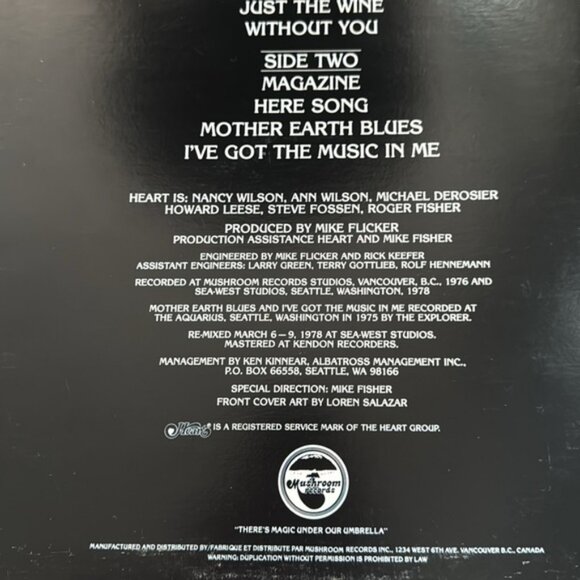 JUST THE WINE
WITHOUT YOU
SIDE TWO
MAGAZINE
HERE SONG
MOTHER EARTH BLUES
I'VE GOT THE MUSIC IN ME
HEART IS: NANCY WILSON, ANN WILSON, MICHAEL DEROSIER
HOWARD LEESE, STEVE FOSSEN, ROGER FISHER
PRODUCED BY MIKE FLICKER
PRODUCTION ASSISTANCE HEART AND MIKE FISHER
ENGINEERED BY MIKE FLICKER AND RICK KEEFER
ASSISTANT ENGINEERS: LARRY GREEN, TERRY GOTTLIEB, ROLF HENNEMANN
RECORDED AT MUSHROOM RECORDS STUDIOS, VANCOUVER, B.C., 1976 AND
SEA-WEST STUDIOS, SEATTLE, WASHINGTON, 1978
MOTHER EARTH BLUES AND I'VE GOT THE MUSIC IN ME RECORDED AT
THE AQUARIUS, SEATTLE, WASHINGTON IN 1975 BY THE EXPLORER.
RE-MIXED MARCH 6-9, 1978 AT SEA-WEST STUDIOS.
MASTERED AT KENDON RECORDERS.
MANAGEMENT BY KEN KINNEAR, ALBATROSS MANAGEMENT INC.,
P.O. BOX 66558, SEATTLE, WA 98166
SPECIAL DIRECTION: MIKE FISHER
FRONT COVER ART BY LOREN SALAZAR
Heart® IS A REGISTERED SERVICE MARK OF THE HEART GROUP.
Mushroom
records
"THERE'S MAGIC UNDER OUR UMBRELLA"
MANUFACTURED AND DISTRIBUTED BY/FABRIQUE ET DISTRIBUTE PAR MUSHROOM RECORDS INC., 1234 WEST 6TH AVE. VANCOUVER B.C., CANADA
WARNING: DUPLICATION WITHOUT PERMISSION IS PROHIBITED BY LAW